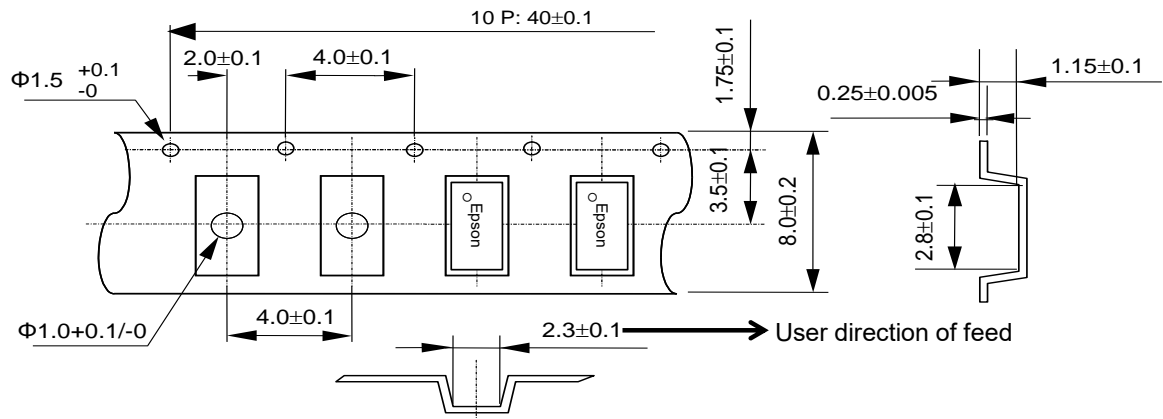 10 P: 40±0.1
2.0±0.1
4.0±0.1
Φ1.5 +0.1
-0
1.75±0.1
1.15±0.1
0.25±0.005
3.5±0.1
8.0±0.2
2.8±0.1
Epson
Epson
Φ1.0+0.1/-0
4.0±0.1
2.3±0.1
User direction of feed